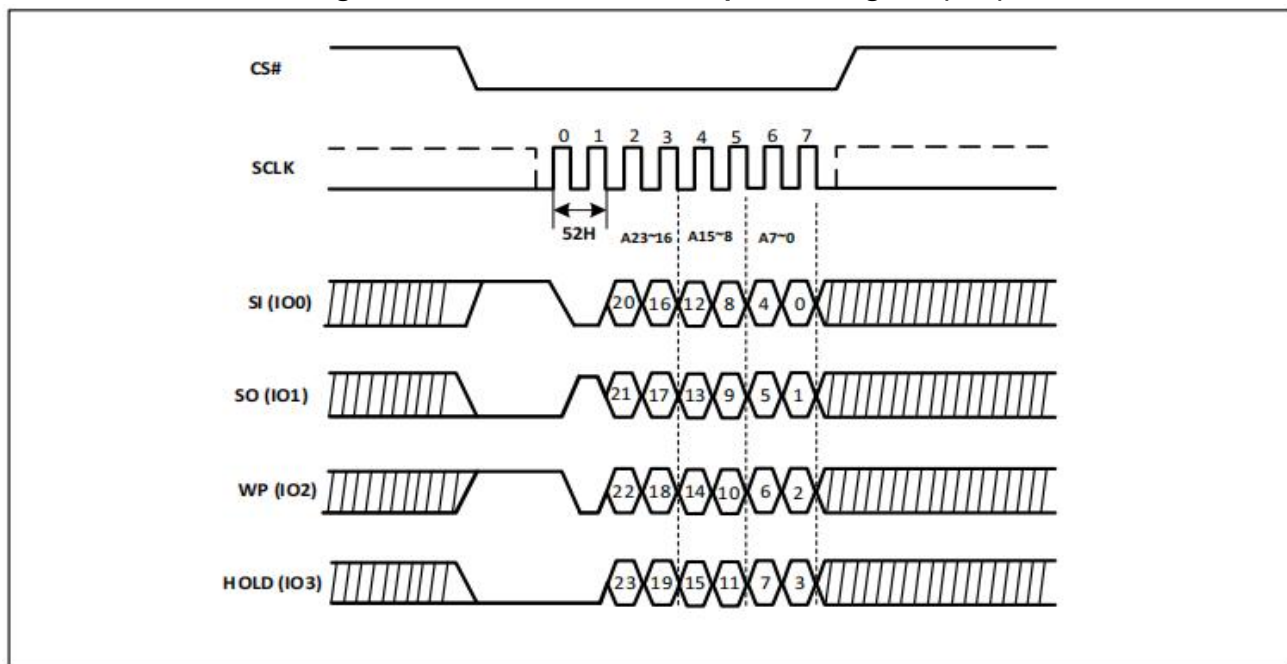 CS#
0 1 2 3 4 5 6 7
SCLK
52H A23~16 A15~8 A7~0
SI (IO0) 20 16 12 8 4 0
SO (IO1) 21 17 13 9 5 1
WP (IO2) 22 18 14 10 6 2
HOLD (IO3) 23 19 15 11 7 3